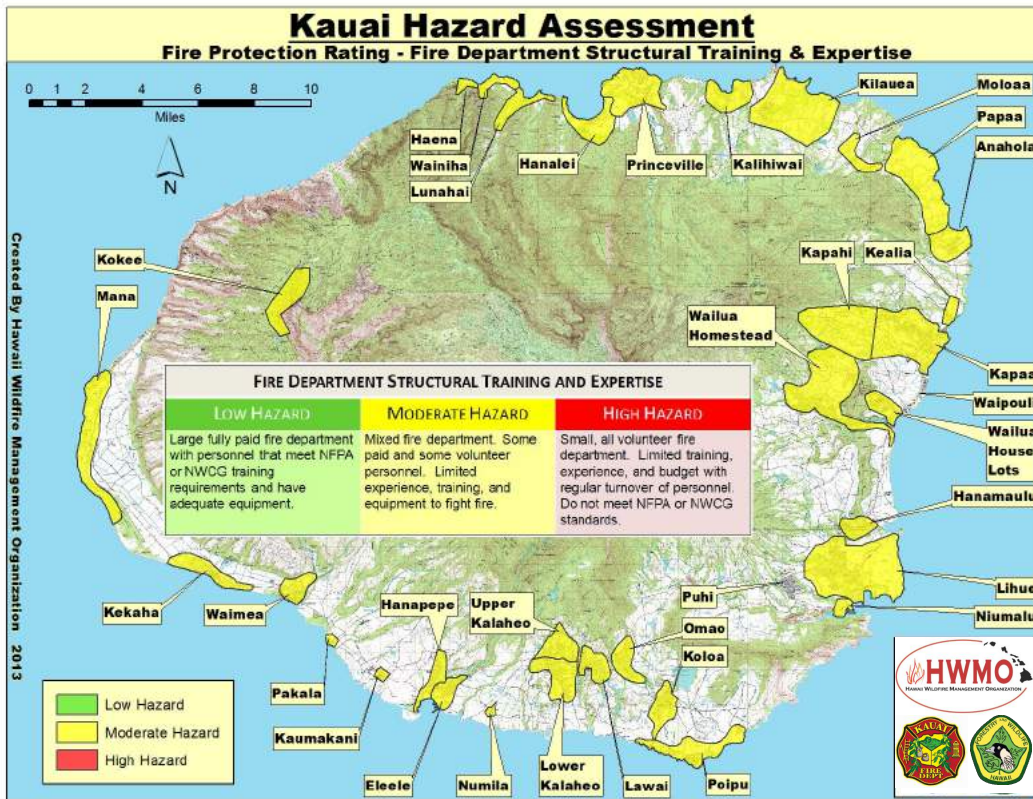 Kauai Hazard Assessment
Fire Protection Rating - Fire Department Structural Training & Expertise
0 1 2 4 6 8 10
Miles
N
Haena
Wainiha
Lunahai
Hanalei
Princeville
Kalihiwai
Kilauea
Moloaa
Papaa
Anahola
Kokee
Mana
Kapahi
Kealia
Wailua
Homestead
Kapaa
Waipouli
Wailua
House
Lots
Hanamaulu
FIRE DEPARTMENT STRUCTURAL TRAINING AND EXPERTISE
LOW HAZARD
Large fully paid fire department
with personnel that meet NFPA
or NWCG training
requirements and have
adequate equipment.
MODERATE HAZARD
Mixed fire department. Some
paid and some volunteer
personnel. Limited
experience, training, and
equipment to fight fire.
HIGH HAZARD
Small, all volunteer fire
department. Limited training,
experience, and budget with
regular turnover of personnel.
Do not meet NFPA or NWCG
standards.
Created By Hawaii Wildfire Management Organization 2013
Kekaha
Waimea
Hanapepe
Upper
Kalaheo
Puhi
Omao
Koloa
Lihue
Niumalu
Pakala
Kaumakani
Eleele
Numila
Lower
Kalaheo
Lawai
Poipu
Low Hazard
Moderate Hazard
High Hazard
HWMO
HAWAII WILDFIRE MANAGEMENT ORGANIZATION
KAUAI
FIRE
DEPT
FORESTRY AND WILDLIFE
HAWAII